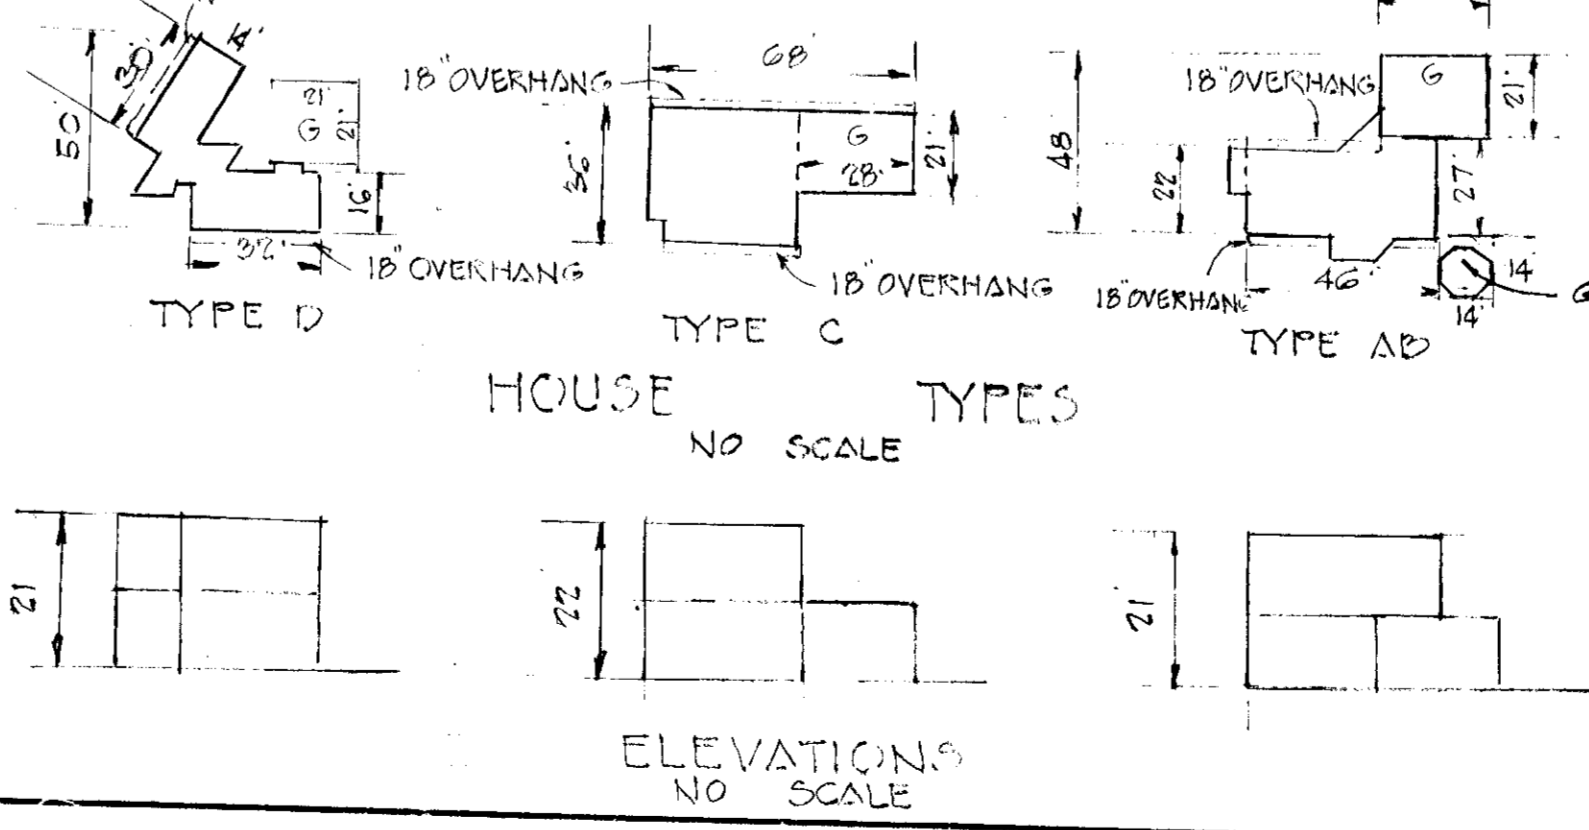 50'
30'
14'
21'
G
21'
16'
32'
18" OVERHANG
TYPE D
18" OVERHANG
68'
36'
G
28'
21'
18" OVERHANG
TYPE C
48
18" OVERHANG
G
21'
22
27'
18" OVERHANG
46'
14'
14'
TYPE AB
HOUSE TYPES
NO SCALE
21
22
21'
ELEVATIONS
NO SCALE